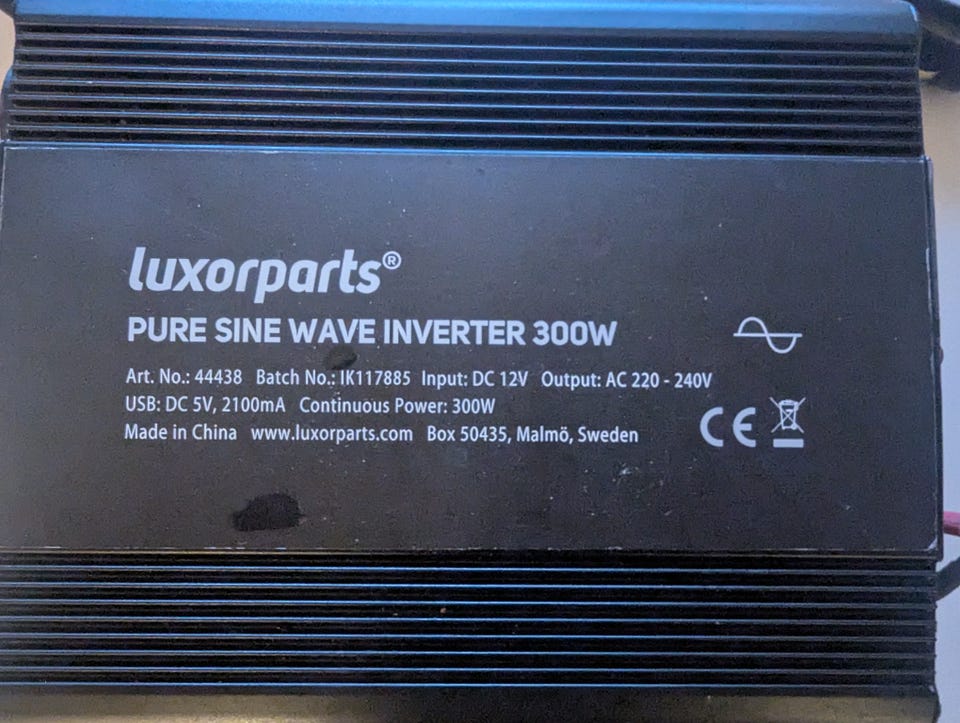 luxorparts®
PURE SINE WAVE INVERTER 300W
Art. No.: 44438 Batch No.: IK117885 Input: DC 12V Output: AC 220 - 240V
USB: DC 5V, 2100mA Continuous Power: 300W
Made in China www.luxorparts.com Box 50435, Malmö, Sweden
CE